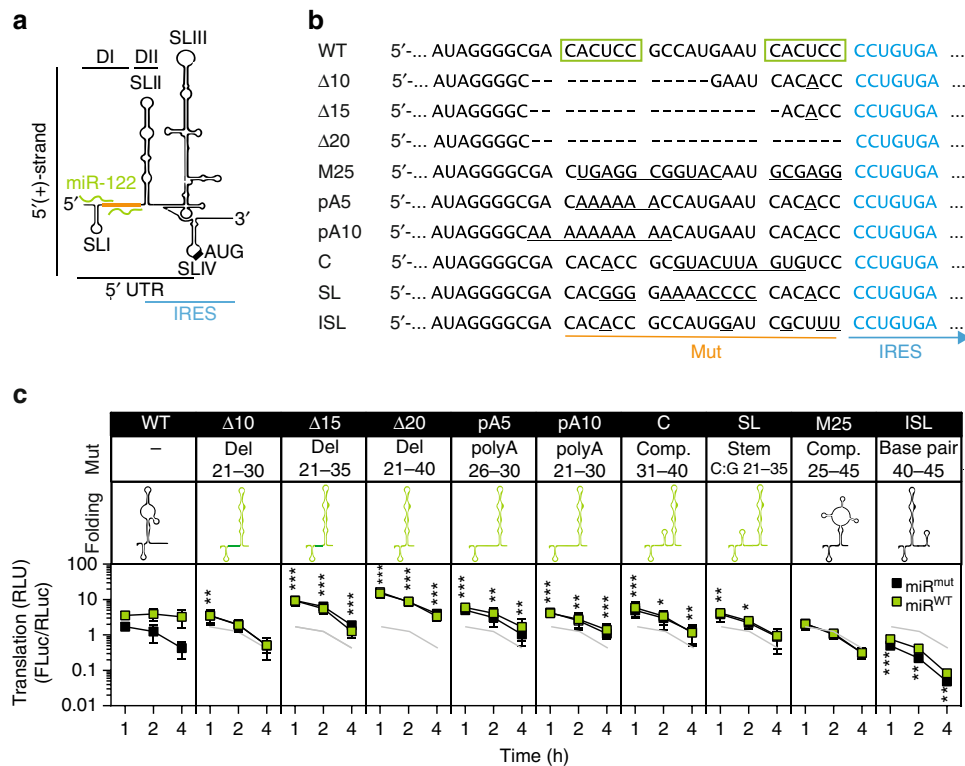 a
SLIII
DI DII
SLII
5′(+)-strand
miR-122
5′
3′
SLI
AUG
SLIV
5′ UTR
IRES
b
WT 5′-... AUAGGGGCGA CACUCC GCCAUGAAU CACUCC CCUGUGA ...
Δ10 5′-... AUAGGGGC-- ------ -----GAAU CACACC CCUGUGA ...
Δ15 5′-... AUAGGGGC-- ------ --------- -ACACC CCUGUGA ...
Δ20 5′-... AUAGGGGC-- ------ --------- ------ CCUGUGA ...
M25 5′-... AUAGGGGCGA CUGAGG CGGUACAAU GCGAGG CCUGUGA ...
pA5 5′-... AUAGGGGCGA CAAAAA ACCAUGAAU CACACC CCUGUGA ...
pA10 5′-... AUAGGGGCAA AAAAAA AACAUGAAU CACACC CCUGUGA ...
C 5′-... AUAGGGGCGA CACACC GCGUACUUA GUGUCC CCUGUGA ...
SL 5′-... AUAGGGGCGA CACGGG GAAAACCCC CACACC CCUGUGA ...
ISL 5′-... AUAGGGGCGA CACACC GCCAUGGAU CGCUUU CCUGUGA ...
Mut IRES
c
WT Δ10 Δ15 Δ20 pA5 pA10 C SL M25 ISL
Mut
– Del Del Del polyA polyA Comp. Stem Comp. Base pair
21–30 21–35 21–40 26–30 21–30 31–40 C:G 21–35 25–45 40–45
Folding
Translation (RLU)
(FLuc/RLuc)
100
10
1
0.1
0.01
** *** *** *** *** *** *** *** *** ** ** *** ** *** *** * ** ** * *** ** **
miR^mut
miR^WT
1 2 4 1 2 4 1 2 4 1 2 4 1 2 4 1 2 4 1 2 4 1 2 4 1 2 4 1 2 4
Time (h)